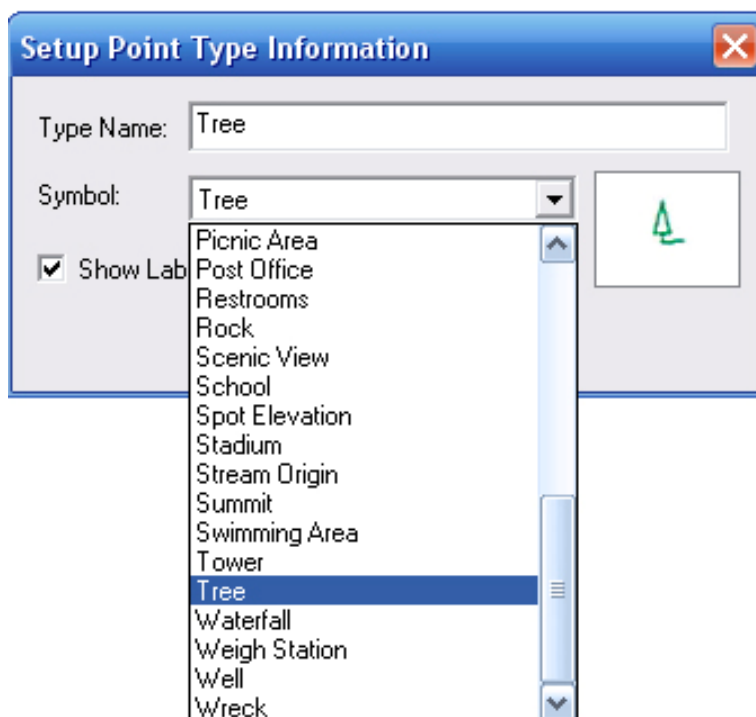 Setup Point Type Information
Type Name: Tree
Symbol: Tree
Show Lab
Picnic Area
Post Office
Restrooms
Rock
Scenic View
School
Spot Elevation
Stadium
Stream Origin
Summit
Swimming Area
Tower
Tree
Waterfall
Weigh Station
Well
Wreck